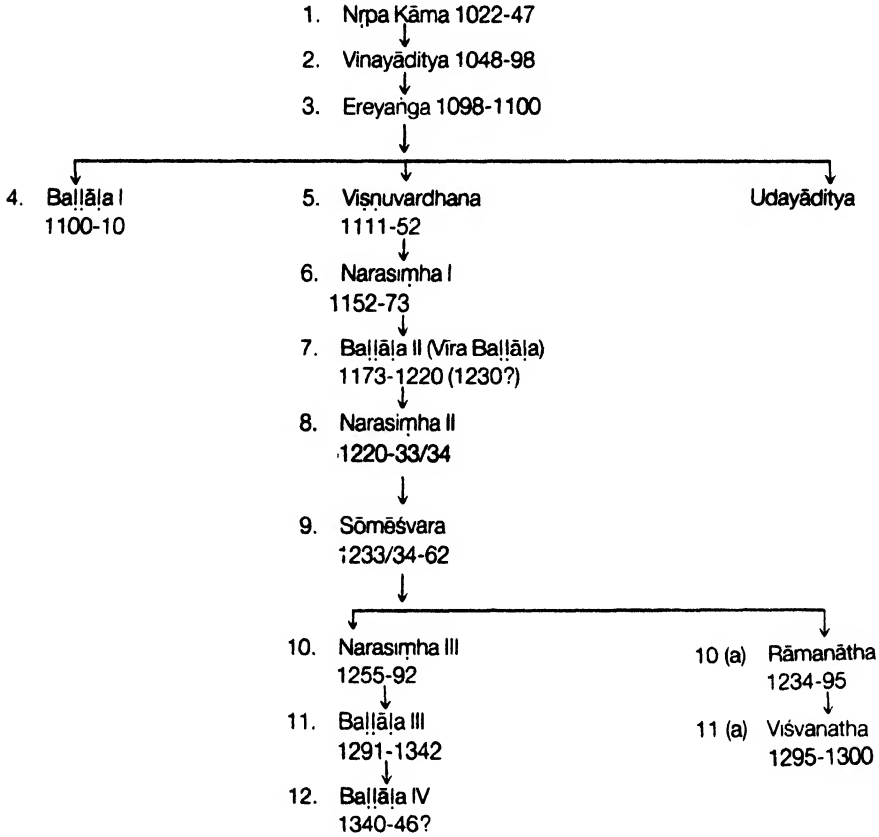 1. Nṛpa Kāma 1022-47
2. Vinayāditya 1048-98
3. Ereyaṅga 1098-1100
4. Baḷḷāḷa I
1100-10
5. Viṣṇuvardhana
1111-52
Udayāditya
6. Narasıṃha I
1152-73
7. Baḷḷāḷa II (Vīra Baḷḷāḷa)
1173-1220 (1230?)
8. Narasiṃha II
1220-33/34
9. Sōmēśvara
1233/34-62
10. Narasıṃha III
1255-92
10 (a) Rāmanātha
1234-95
11. Baḷḷāḷa III
1291-1342
11 (a) Vıśvanatha
1295-1300
12. Baḷḷāḷa IV
1340-46?